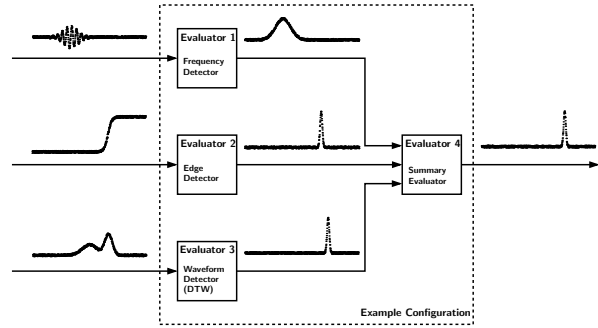 Evaluator 1
Frequency
Detector
Evaluator 2
Edge
Detector
Evaluator 3
Waveform
Detector
(DTW)
Evaluator 4
Summary
Evaluator
Example Configuration